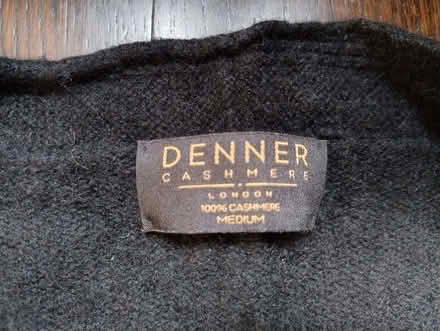 DENNER
CASHMERE
LONDON
100% CASHMERE
MEDIUM